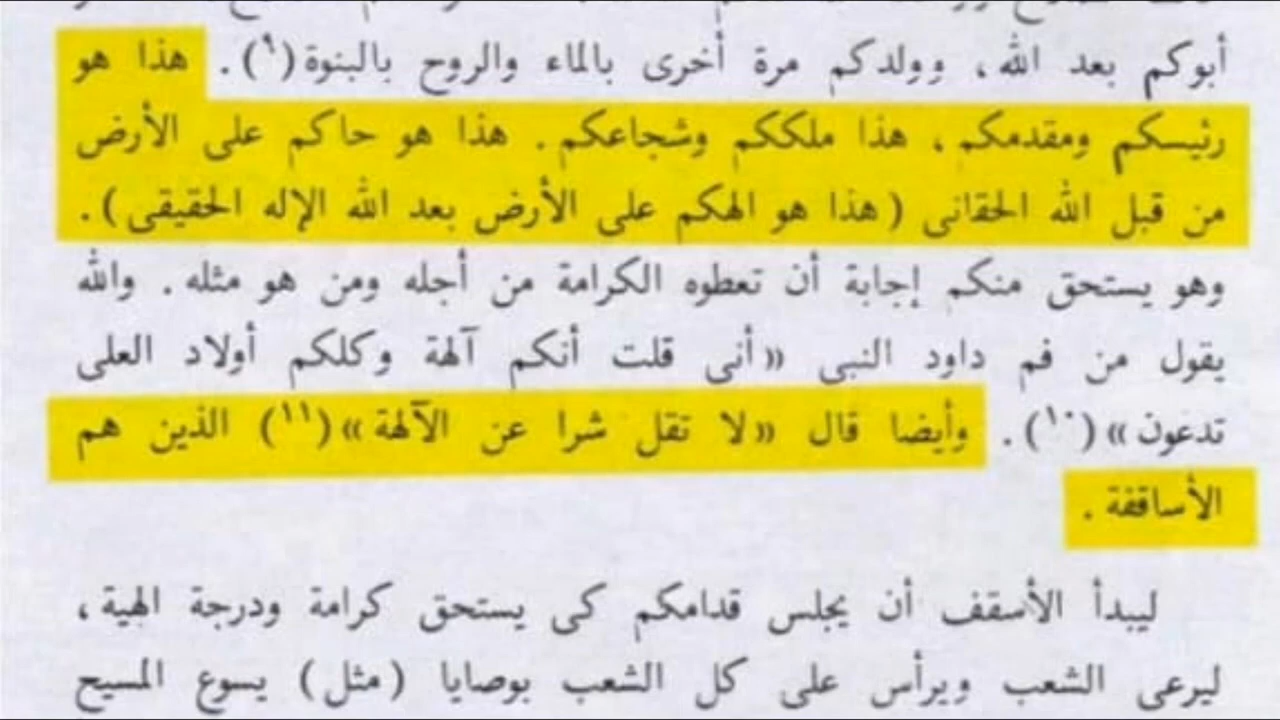 أبوكم بعد الله، وولدكم مرة أخرى بالماء والروح بالبنوة(٩). هذا هو
رئيسكم ومقدمكم، هذا ملككم وشجاعكم. هذا هو حاكم على الأرض
من قبل الله الحقانى (هذا هو الهكم على الأرض بعد الله الإله الحقيقى).
وهو يستحق منكم إجابة أن تعطوه الكرامة من أجله ومن هو مثله. والله
يقول من فم داود النبى «أنى قلت أنكم آلهة وكلكم أولاد العلى
تدعون»(١٠). وأيضا قال «لا تقل شرا عن الآلهة»(١١) الذين هم
الأساقفة.
ليبدأ الأسقف أن يجلس قدامكم كى يستحق كرامة ودرجة الهية،
ليرعى الشعب ويرأس على كل الشعب بوصايا (مثل) يسوع المسيح